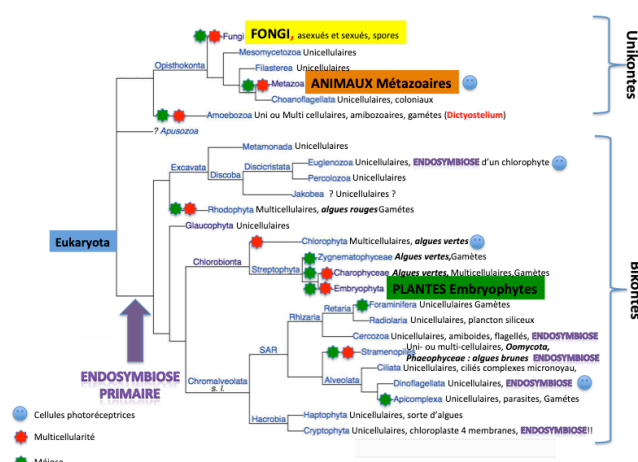 Fungi FONGI, asexués et sexués, spores
Mesomycetozoa Unicellulaires
Opisthokonta
Filasterea Unicellulaires
Metazoa ANIMAUX Métazoaires
Choanoflagellata Unicellulaires, coloniaux
Amoebozoa Uni ou Multi cellulaires, amibozoaires, gamétes (Dictyostelium)
Unikontes
? Apusozoa
Metamonada Unicellulaires
Excavata
Discoba
Discicristata
Euglenozoa Unicellulaires, ENDOSYMBIOSE d'un chlorophyte
Percolozoa Unicellulaires
Jakobea ? Unicellulaires ?
Rhodophyta Multicellulaires, algues rouges Gamétes
Glaucophyta Unicellulaires
Eukaryota
Chlorophyta Multicellulaires, algues vertes
Chlorobionta
Streptophyta
Zygnematophyceae Algues vertes, Gamètes
Charophyceae Algues vertes, Multicellulaires, Gamètes
Embryophyta PLANTES Embryophytes
Bikontes
Retaria
Foraminifera Unicellulaires Gamètes
Rhizaria
Radiolaria Unicellulaires, plancton siliceux
Cercozoa Unicellulaires, amiboides, flagellés, ENDOSYMBIOSE
SAR
Stramenopiles Uni- ou multi-cellulaires, Oomycota,
Phaeophyceae : algues brunes ENDOSYMBIOSE
Ciliata Unicellulaires, ciliés complexes micronoyau,
Alveolata
Dinoflagellata Unicellulaires, ENDOSYMBIOSE
Apicomplexa Unicellulaires, parasites, Gamétes
ENDOSYMBIOSE
PRIMAIRE
Chromalveolata
s. l.
Hacrobia
Haptophyta Unicellulaires, sorte d'algues
Cryptophyta Unicellulaires, chloroplaste 4 membranes, ENDOSYMBIOSE!!
Cellules photoréceptrices
Multicellularité
Méiose